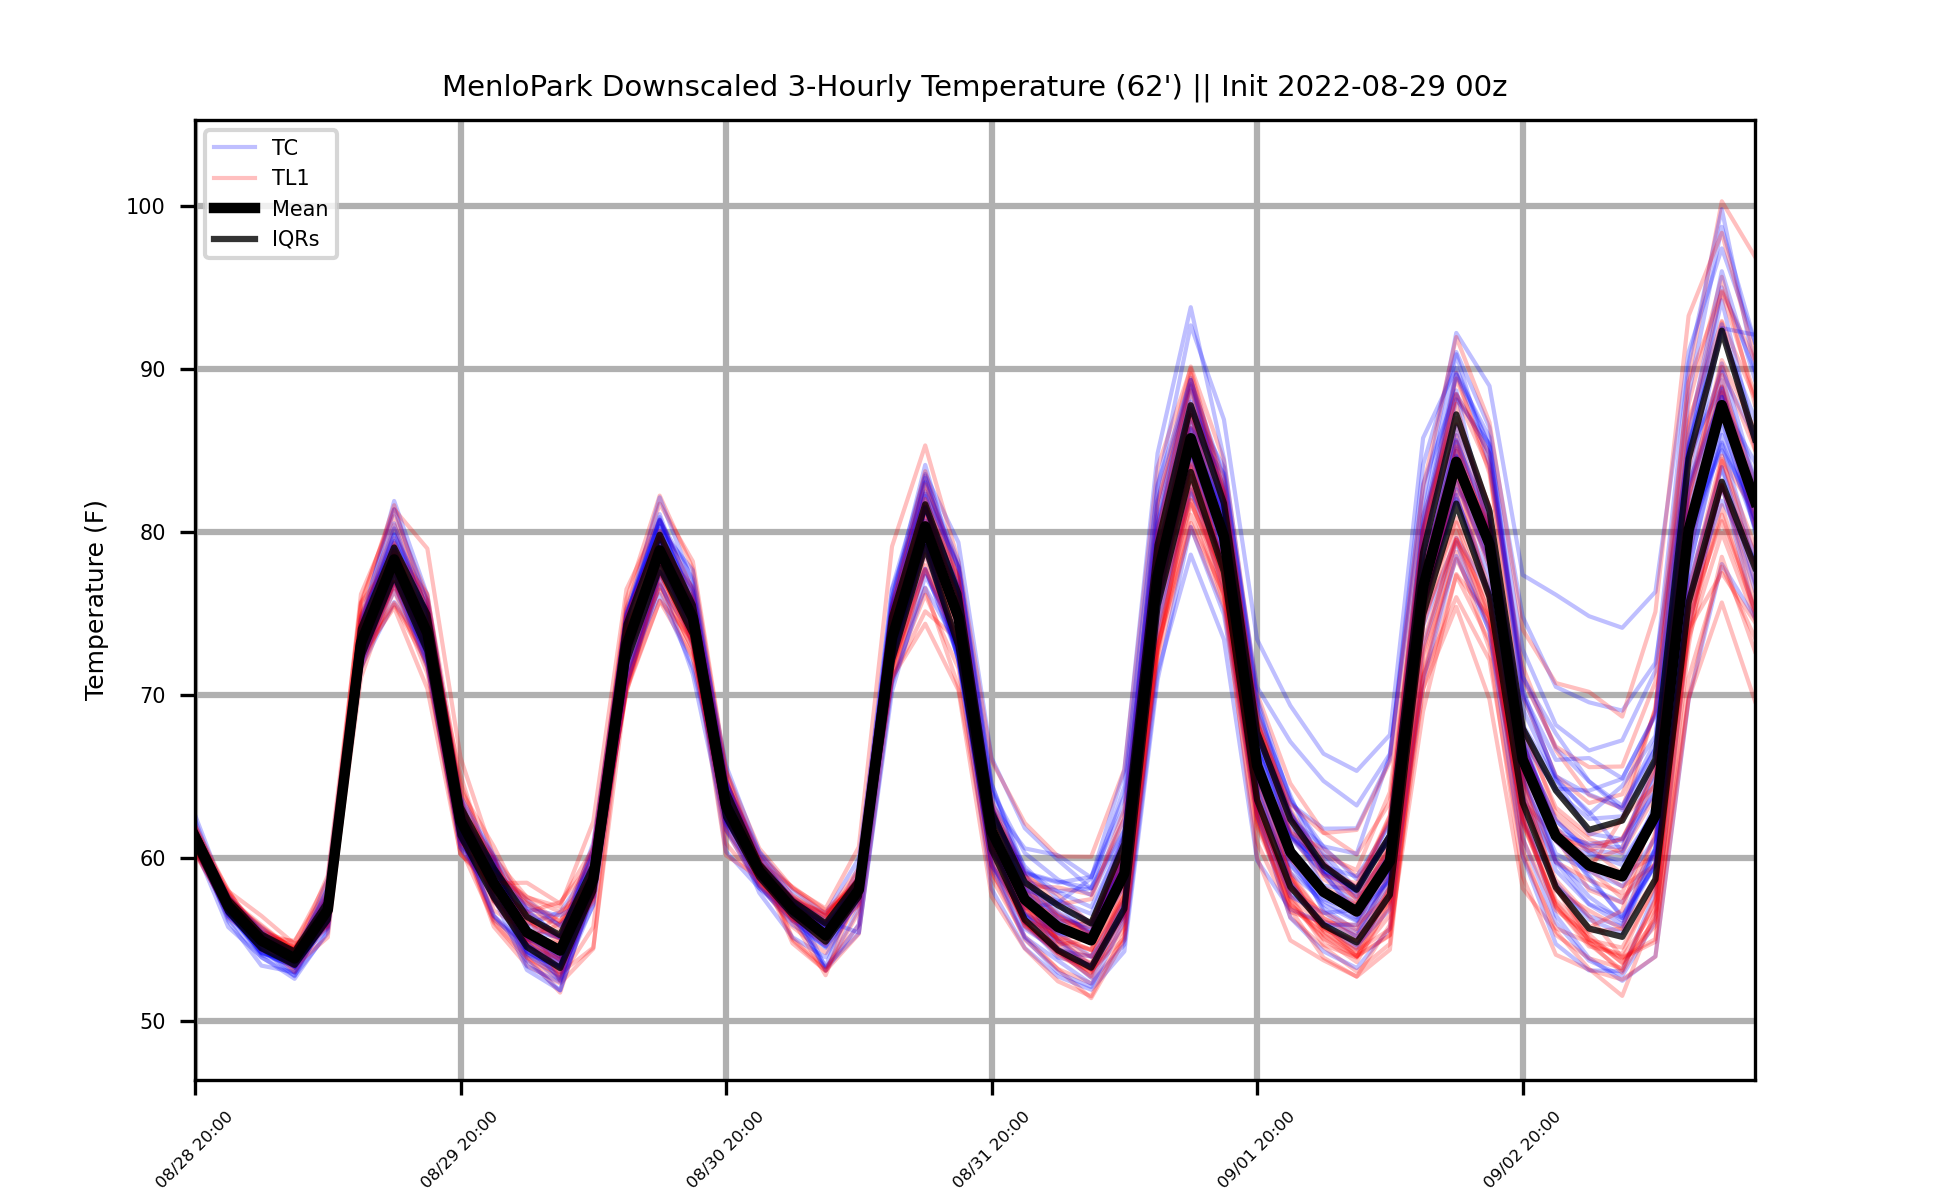 MenloPark Downscaled 3-Hourly Temperature (62') || Init 2022-08-29 00z
TC
TL1
Mean
IQRs
Temperature (F)
100
90
80
70
60
50
08/28 20:00
08/29 20:00
08/30 20:00
08/31 20:00
09/01 20:00
09/02 20:00